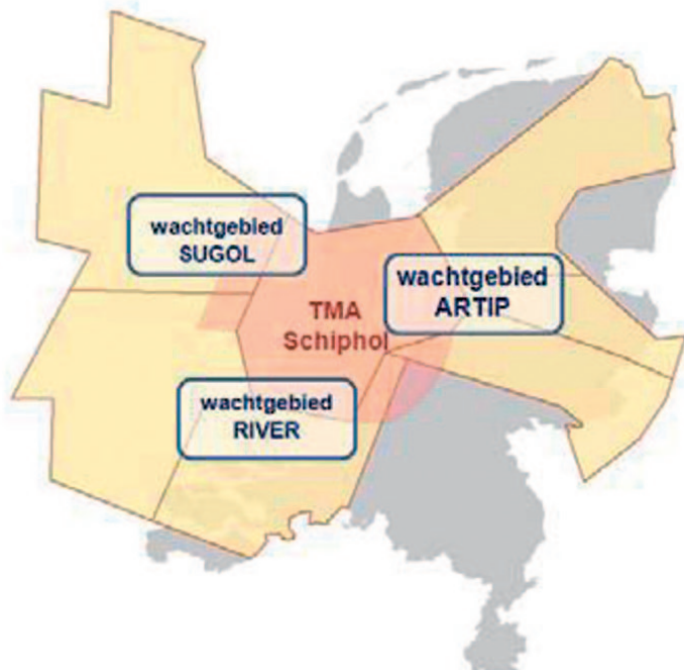 wachtgebied
SUGOL
wachtgebied
ARTIP
TMA
Schiphol
wachtgebied
RIVER